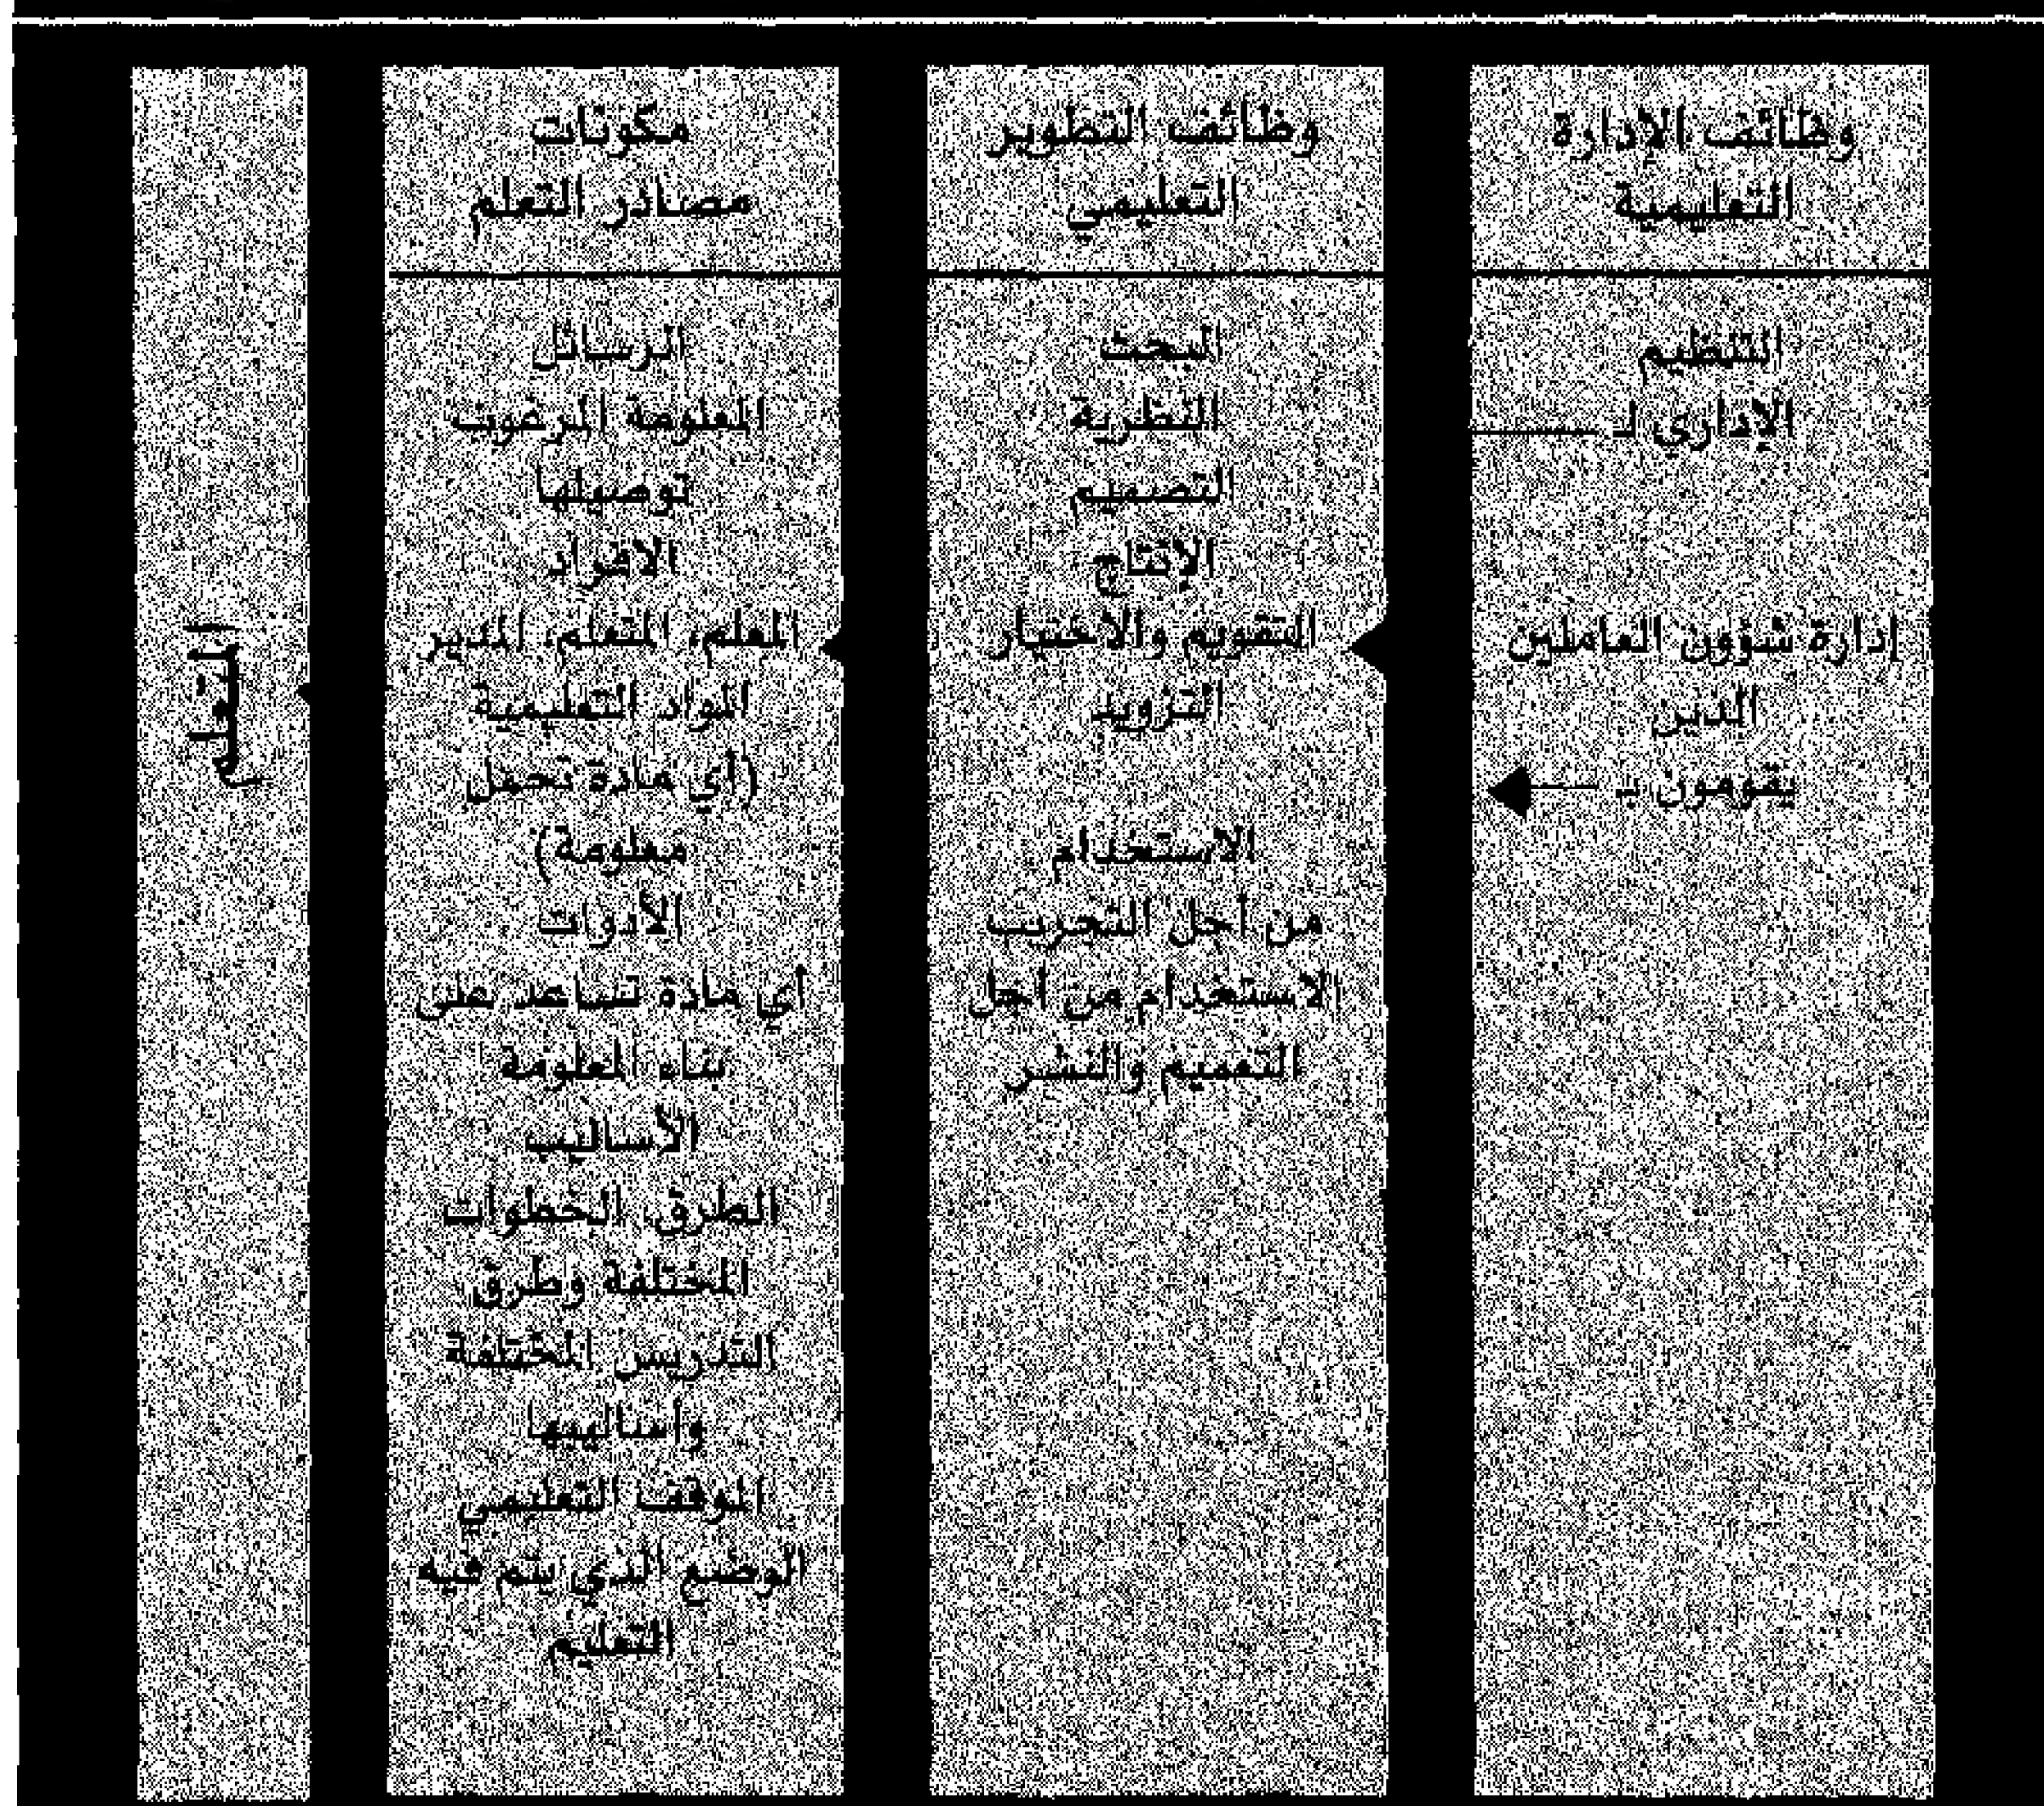 وظائف الإدارة
التعليمية
التنظيم
الإداري لـ
إدارة شؤون العاملين
الذين
يقومون بـ
وظائف التطوير
التعليمي
البحث
النظرية
التصميم
الإنتاج
التقويم والاختيار
التزويد
الاستخدام
من أجل التجريب
الاستخدام من أجل
التعميم والنشر
مكونات
مصادر التعلم
الرسائل
المعلومة المرغوب
توصيلها
الافراد
المعلم، المتعلم، المدير
المواد التعليمية
(أي مادة تحمل
معلومة)
الأدوات
أي مادة تساعد على
بناء المعلومة
الأساليب
الطرق، الخطوات
المختلفة وطرق
التدريس المختلفة
وأساليبها
الموقف التعليمي
الوضع الذي يتم فيه
التعليم
المتعلم